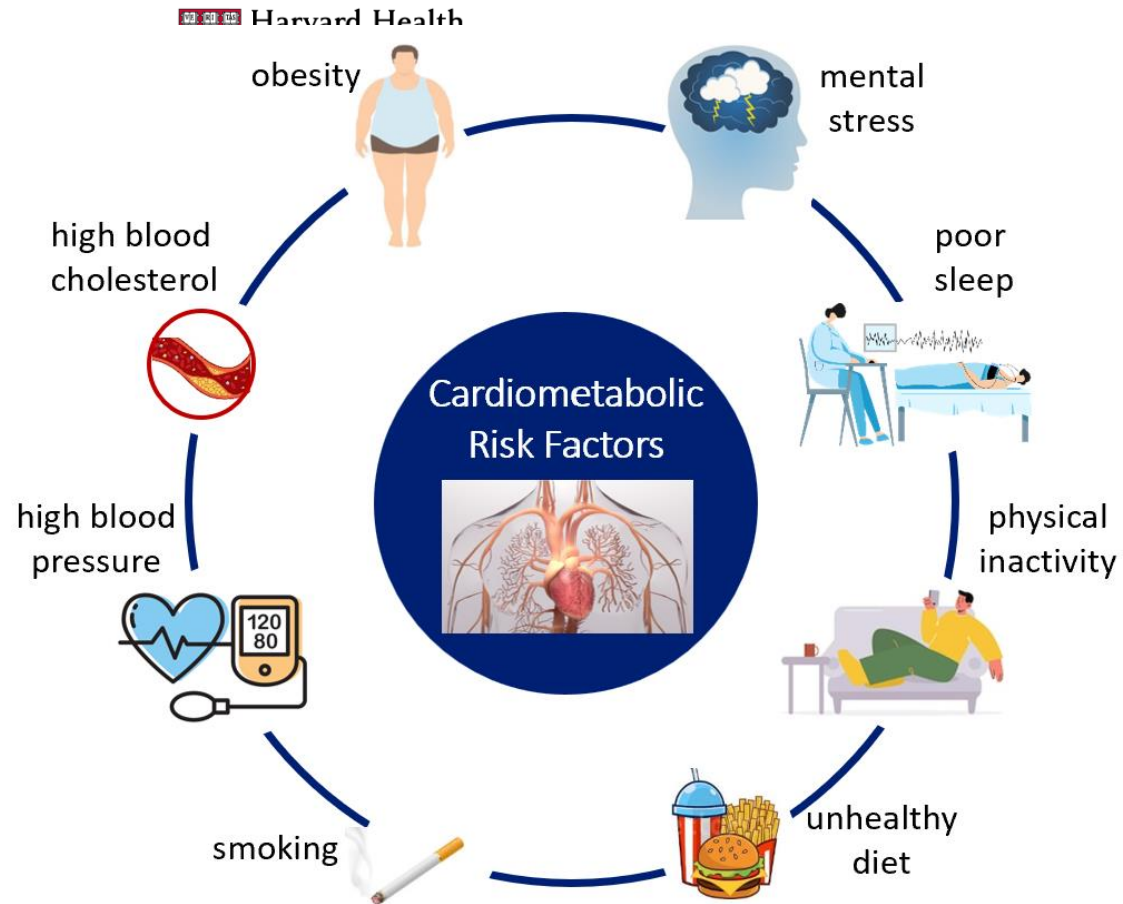 Harvard Health
obesity
mental
stress
poor
sleep
physical
inactivity
unhealthy
diet
smoking
high blood
pressure
120
80
high blood
cholesterol
Cardiometabolic
Risk Factors